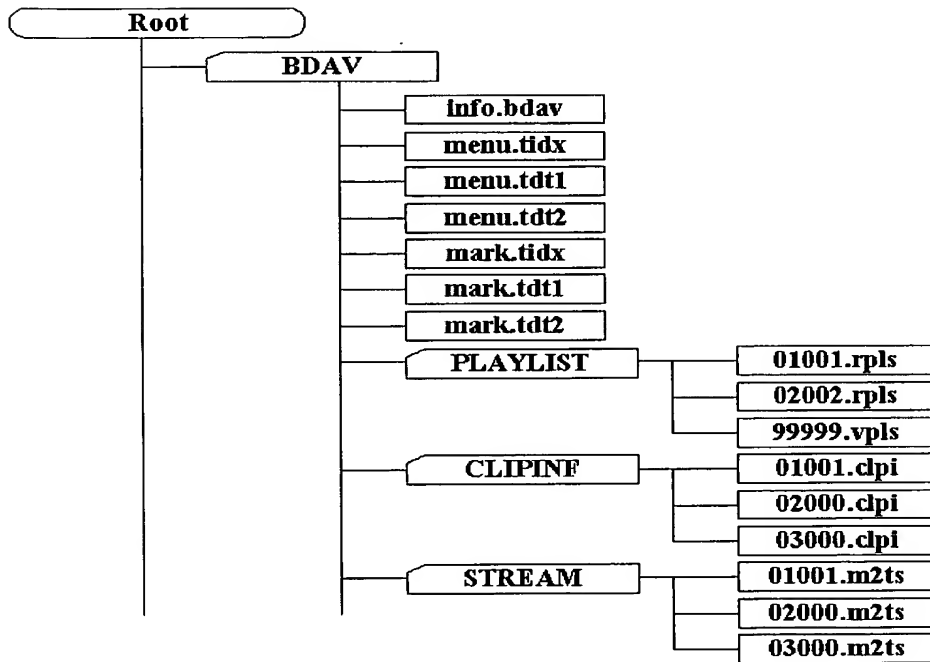 Root
BDAV
info.bdav
menu.tidx
menu.tdt1
menu.tdt2
mark.tidx
mark.tdt1
mark.tdt2
PLAYLIST
01001.rpls
02002.rpls
99999.vpls
CLIPINF
01001.clpi
02000.clpi
03000.clpi
STREAM
01001.m2ts
02000.m2ts
03000.m2ts